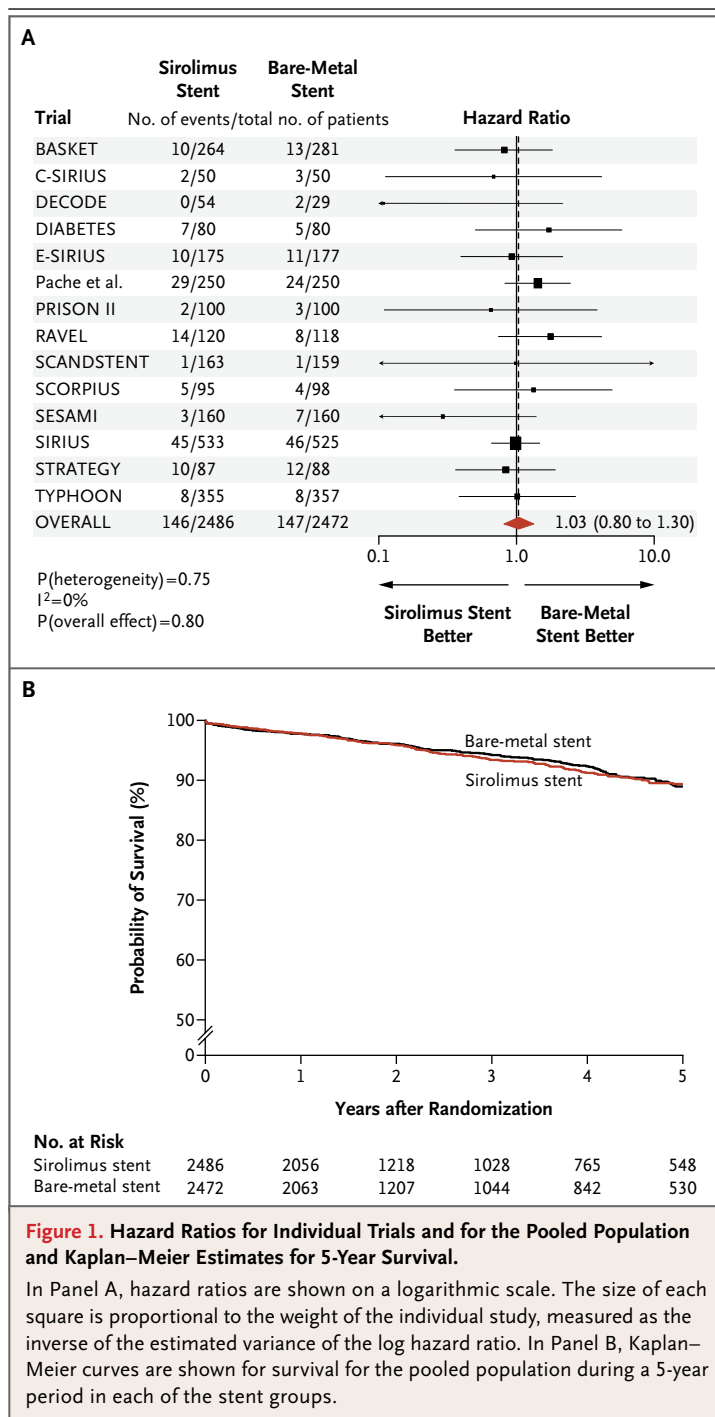 A
Sirolimus Stent Bare-Metal Stent
Trial No. of events/total no. of patients Hazard Ratio
BASKET 10/264 13/281
C-SIRIUS 2/50 3/50
DECODE 0/54 2/29
DIABETES 7/80 5/80
E-SIRIUS 10/175 11/177
Pache et al. 29/250 24/250
PRISON II 2/100 3/100
RAVEL 14/120 8/118
SCANDSTENT 1/163 1/159
SCORPIUS 5/95 4/98
SESAMI 3/160 7/160
SIRIUS 45/533 46/525
STRATEGY 10/87 12/88
TYPHOON 8/355 8/357
OVERALL 146/2486 147/2472 1.03 (0.80 to 1.30)
0.1 1.0 10.0
P(heterogeneity)=0.75
I²=0%
P(overall effect)=0.80
Sirolimus Stent Better
Bare-Metal Stent Better
B
Probability of Survival (%)
100
90
80
70
60
50
0
Bare-metal stent
Sirolimus stent
0 1 2 3 4 5
Years after Randomization
No. at Risk
Sirolimus stent 2486 2056 1218 1028 765 548
Bare-metal stent 2472 2063 1207 1044 842 530
Figure 1. Hazard Ratios for Individual Trials and for the Pooled Population
and Kaplan–Meier Estimates for 5-Year Survival.
In Panel A, hazard ratios are shown on a logarithmic scale. The size of each
square is proportional to the weight of the individual study, measured as the
inverse of the estimated variance of the log hazard ratio. In Panel B, Kaplan–
Meier curves are shown for survival for the pooled population during a 5-year
period in each of the stent groups.